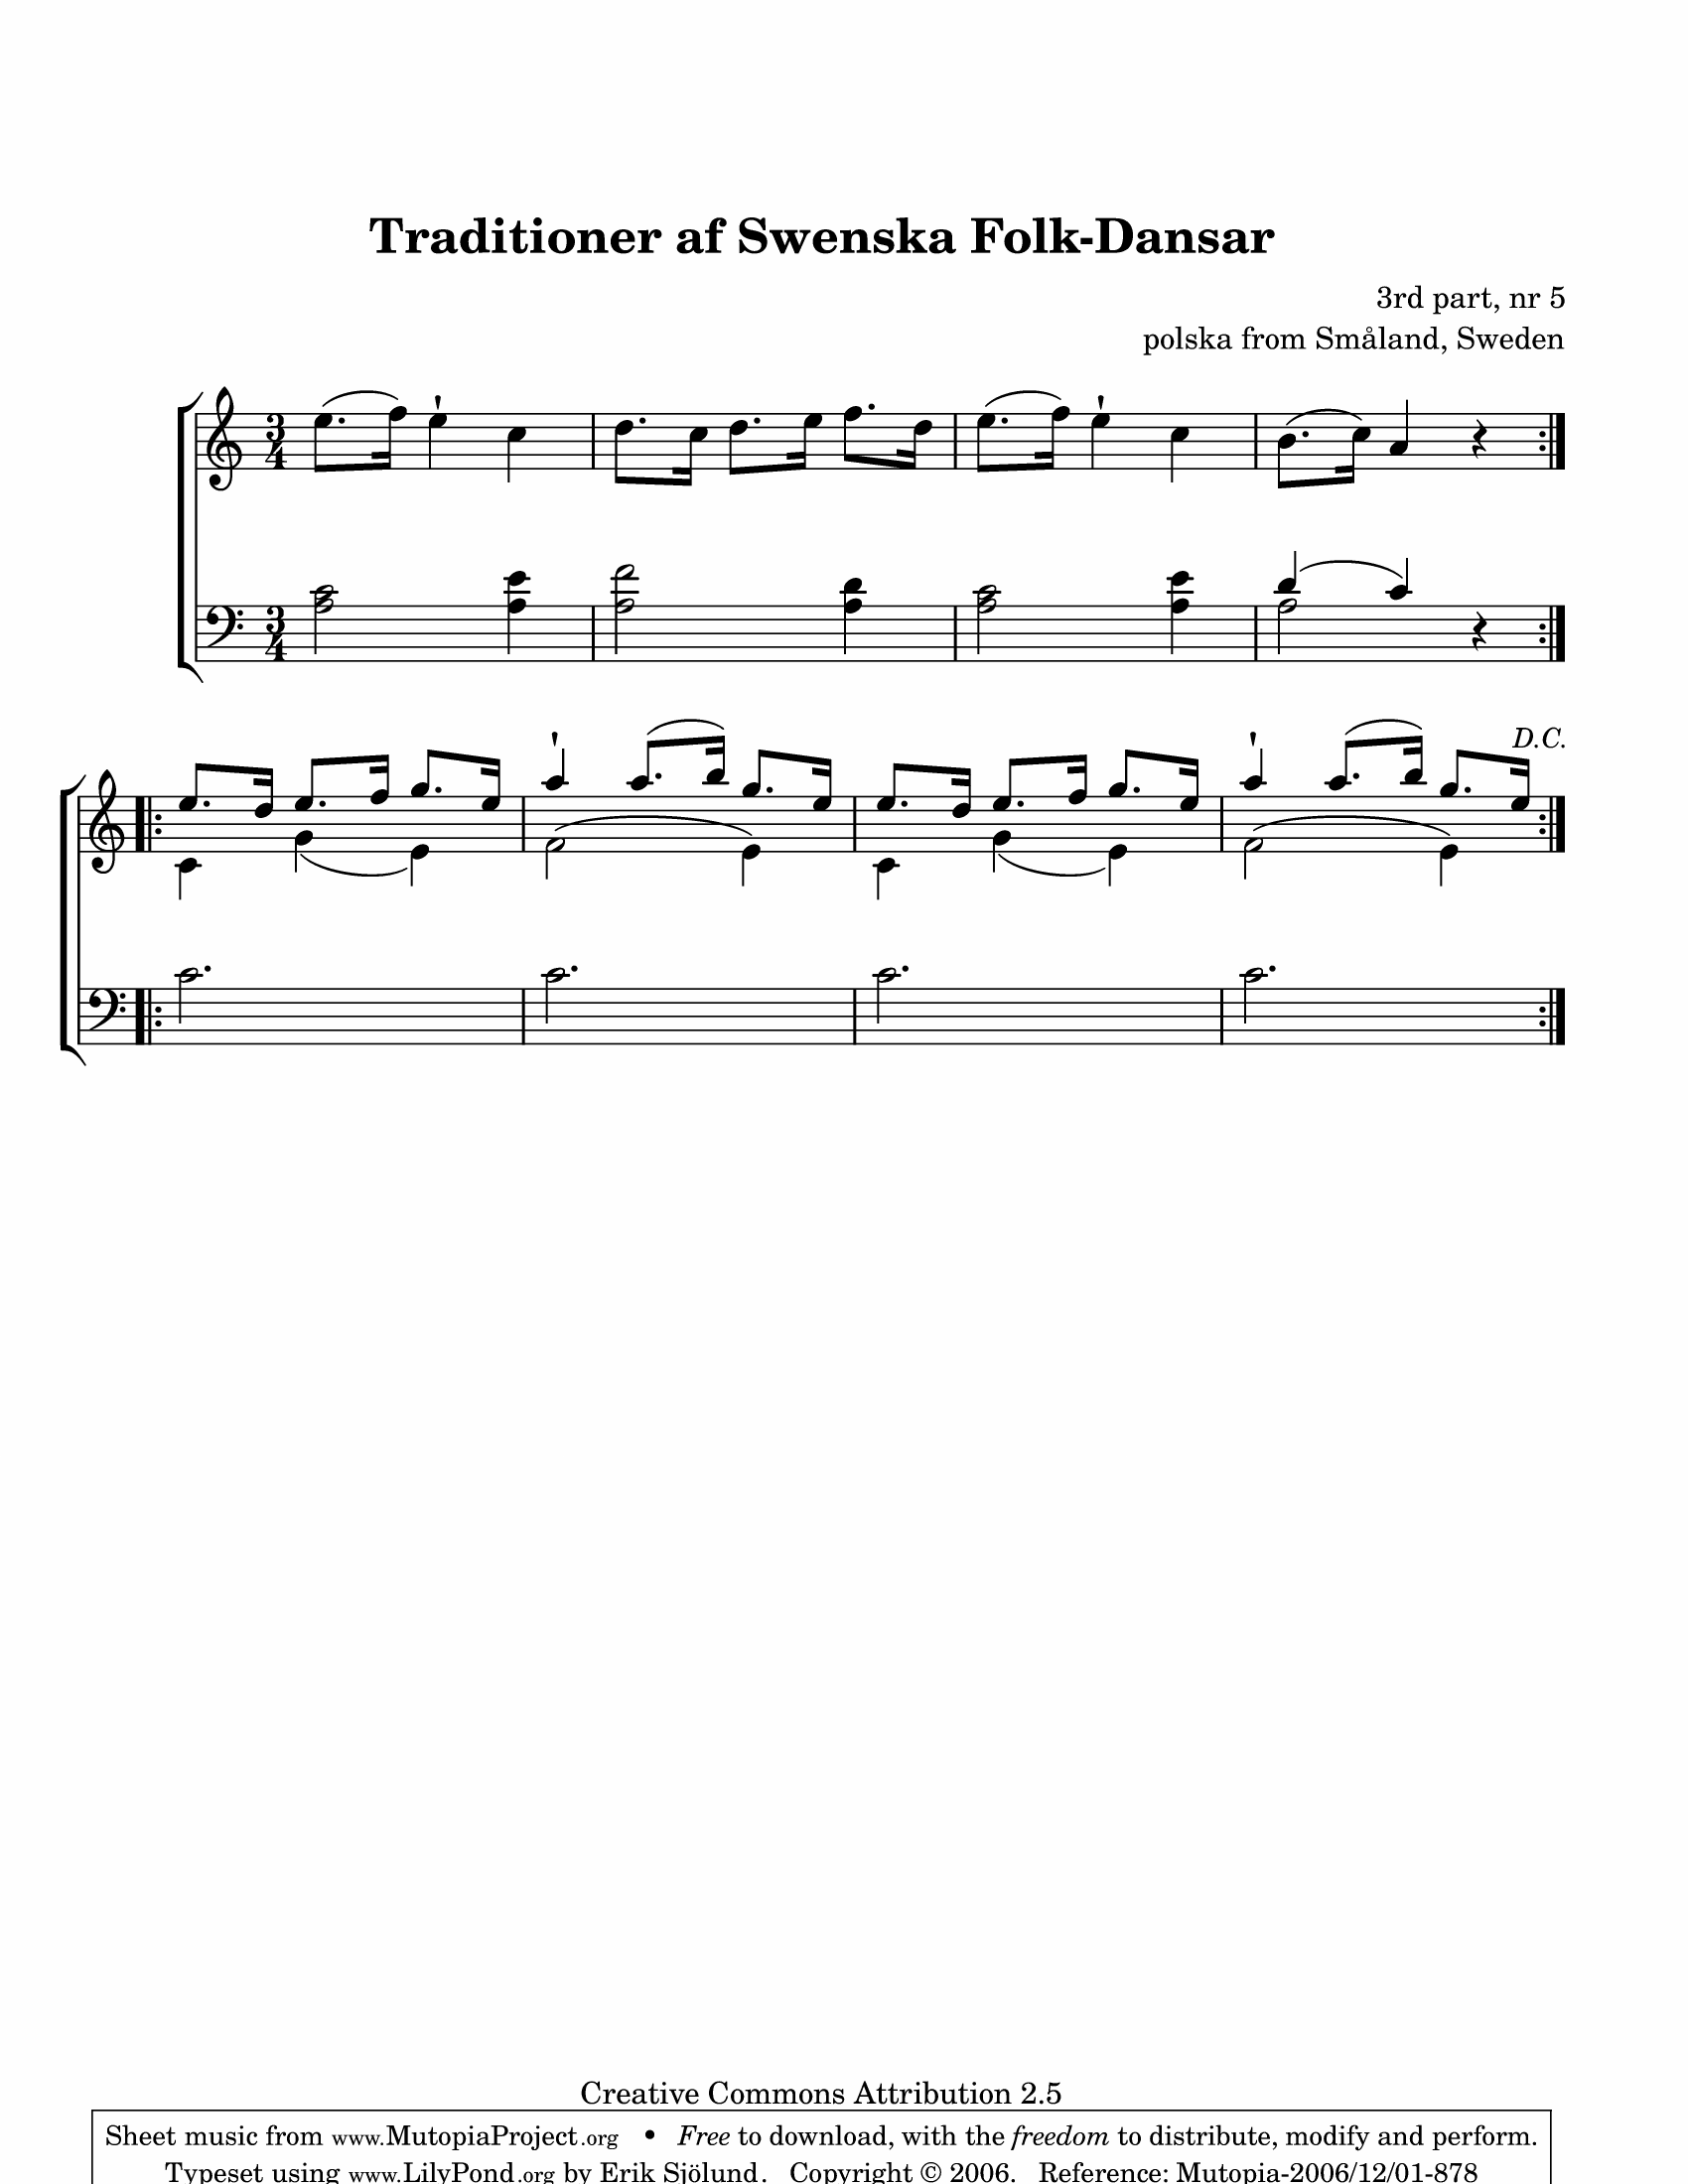 Traditioner af Swenska Folk-Dansar
3rd part, nr 5
polska from Småland, Sweden
3
4
3
4
D.C.
Creative Commons Attribution 2.5
Sheet music from www.MutopiaProject.org • Free to download, with the freedom to distribute, modify and perform.
Typeset using www.LilyPond.org by Erik Sjölund. Copyright © 2006. Reference: Mutopia-2006/12/01-878